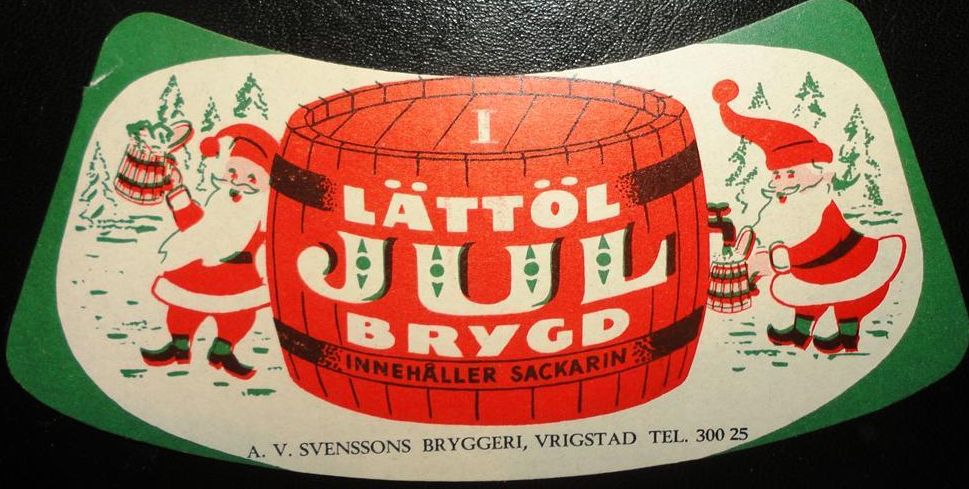 I
LÄTTÖL
JUL
BRYGD
INNEHÅLLER SACKARIN
A. V. SVENSSONS BRYGGERI, VRIGSTAD TEL. 300 25